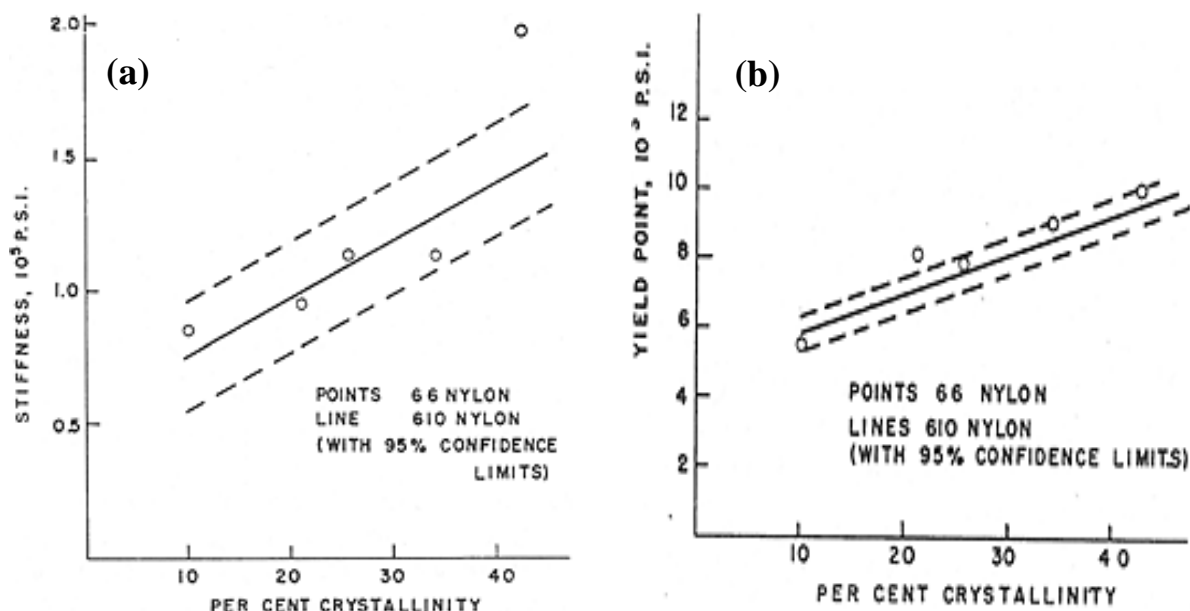 (a)
STIFFNESS, 10⁵ P.S.I.
2.0
1.5
1.0
0.5
10 20 30 40
PER CENT CRYSTALLINITY
POINTS 66 NYLON
LINE 610 NYLON
(WITH 95% CONFIDENCE
LIMITS)
(b)
YIELD POINT, 10³ P.S.I.
12
10
8
6
4
2
10 20 30 40
PER CENT CRYSTALLINITY
POINTS 66 NYLON
LINES 610 NYLON
(WITH 95% CONFIDENCE LIMITS)